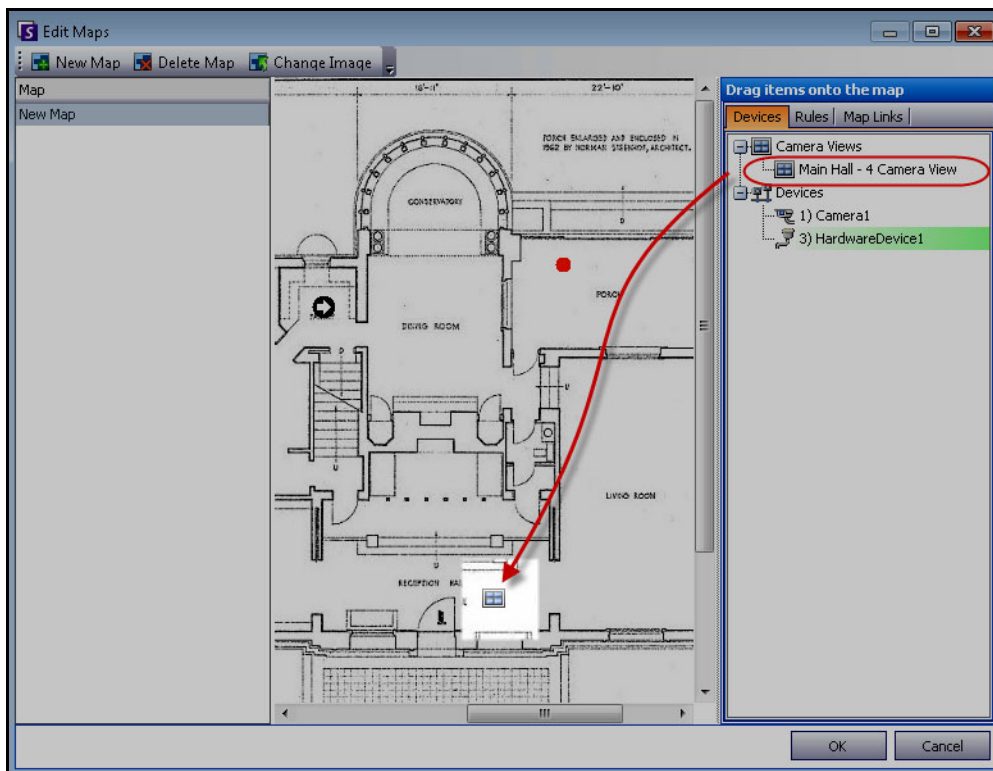 Edit Maps
New Map Delete Map Change Image
Map
New Map
18'-11" 22'-10"
PORCH ENLARGED AND ENCLOSED IN
1962 BY NORMAN STEENHOF, ARCHITECT.
CONSERVATORY
PORCH
DINING ROOM
D
U
D
U
LIVING ROOM
D
RECEPTION
Drag items onto the map
Devices Rules Map Links
Camera Views
Main Hall - 4 Camera View
Devices
1) Camera1
3) HardwareDevice1
OK Cancel